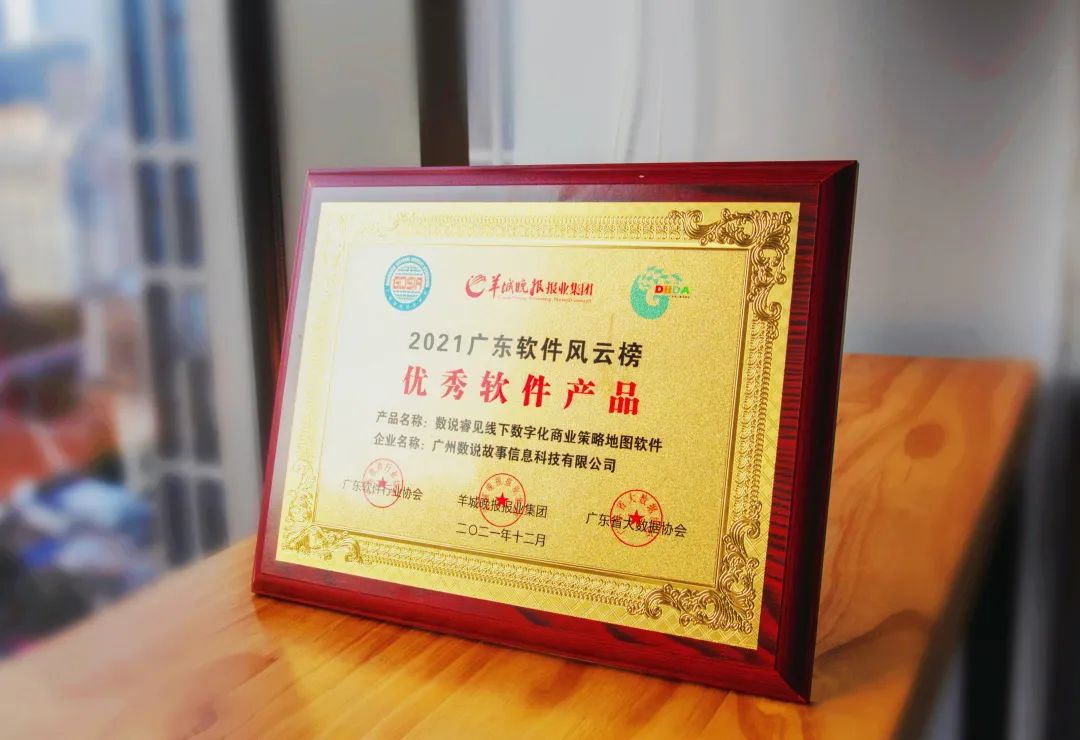 羊城晚报报业集团
DBDA
2021广东软件风云榜
优秀软件产品
产品名称：数说睿见线下数字化商业策略地图软件
企业名称：广州数说故事信息科技有限公司
广东软件行业协会
羊城晚报报业集团
广东省大数据协会
二〇二一年十二月